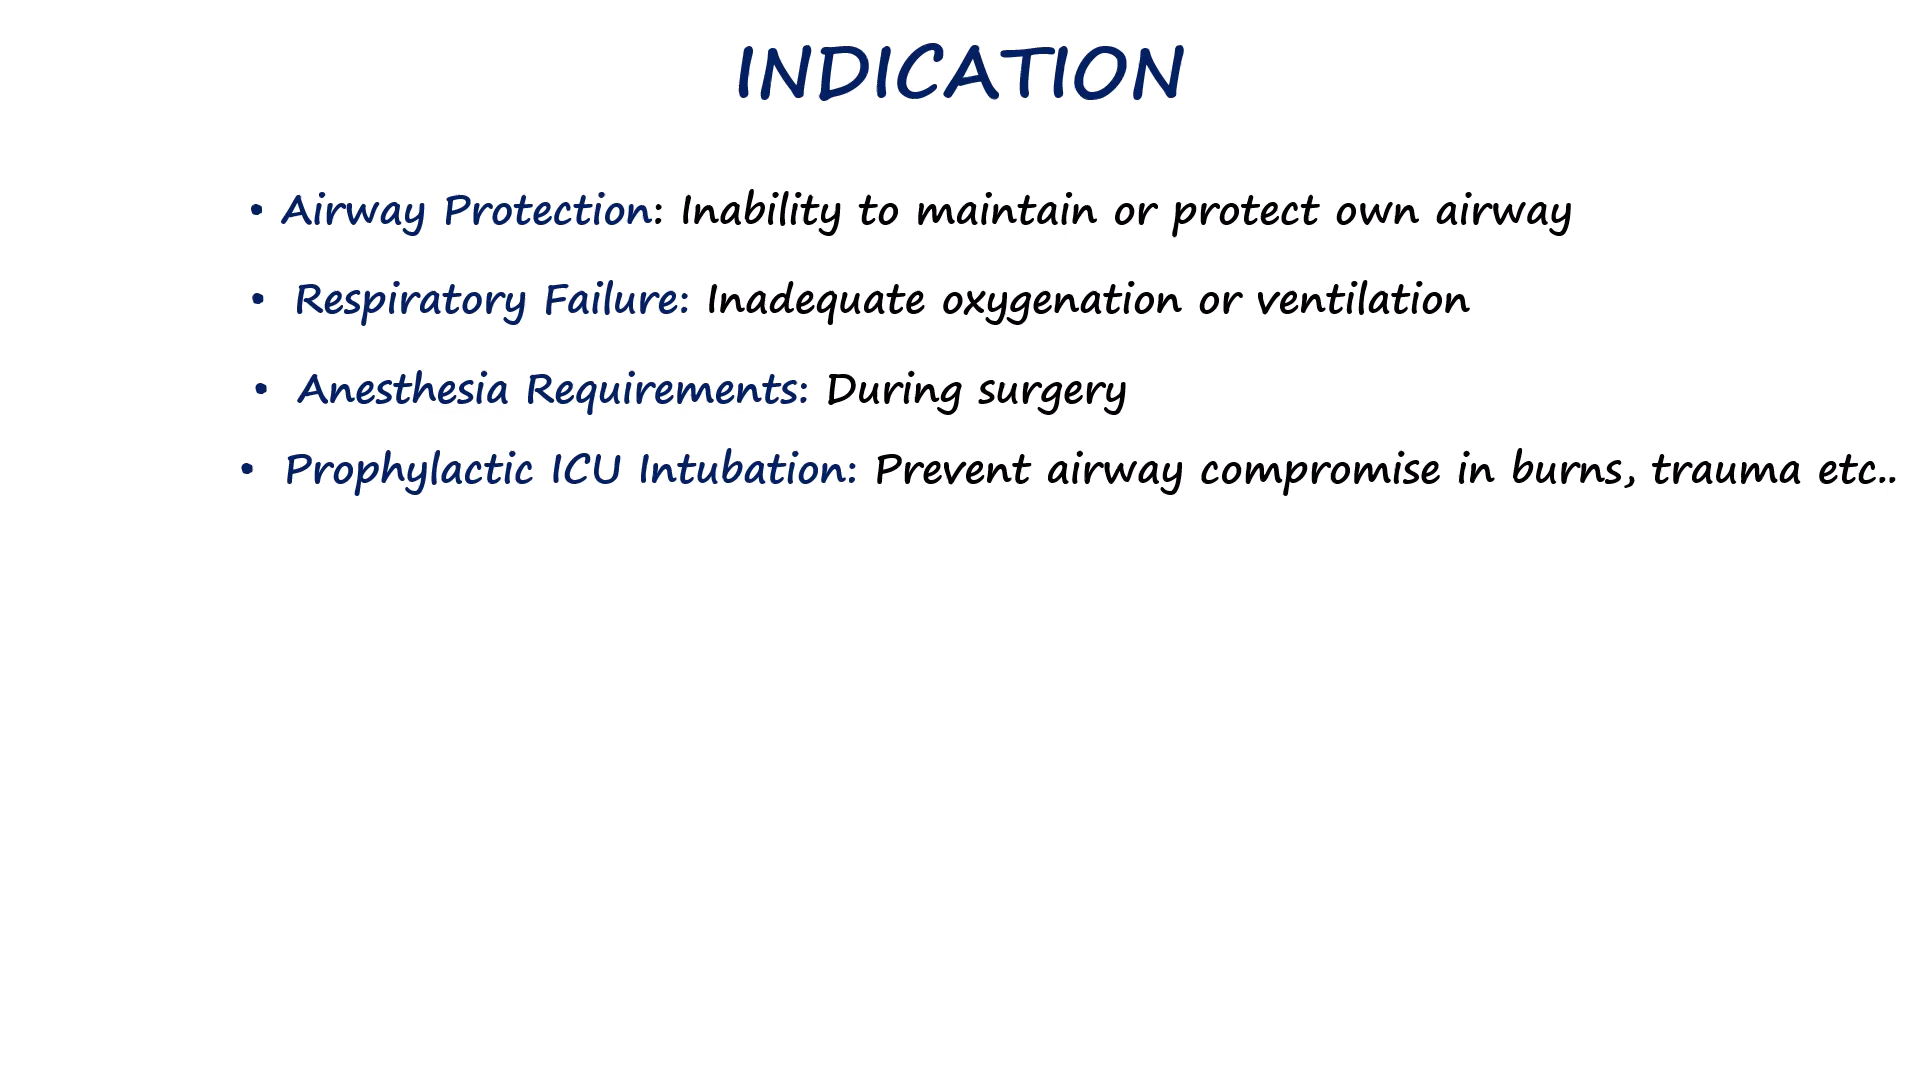 INDICATION
• Airway Protection: Inability to maintain or protect own airway
• Respiratory Failure: Inadequate oxygenation or ventilation
• Anesthesia Requirements: During surgery
• Prophylactic ICU Intubation: Prevent airway compromise in burns, trauma etc..